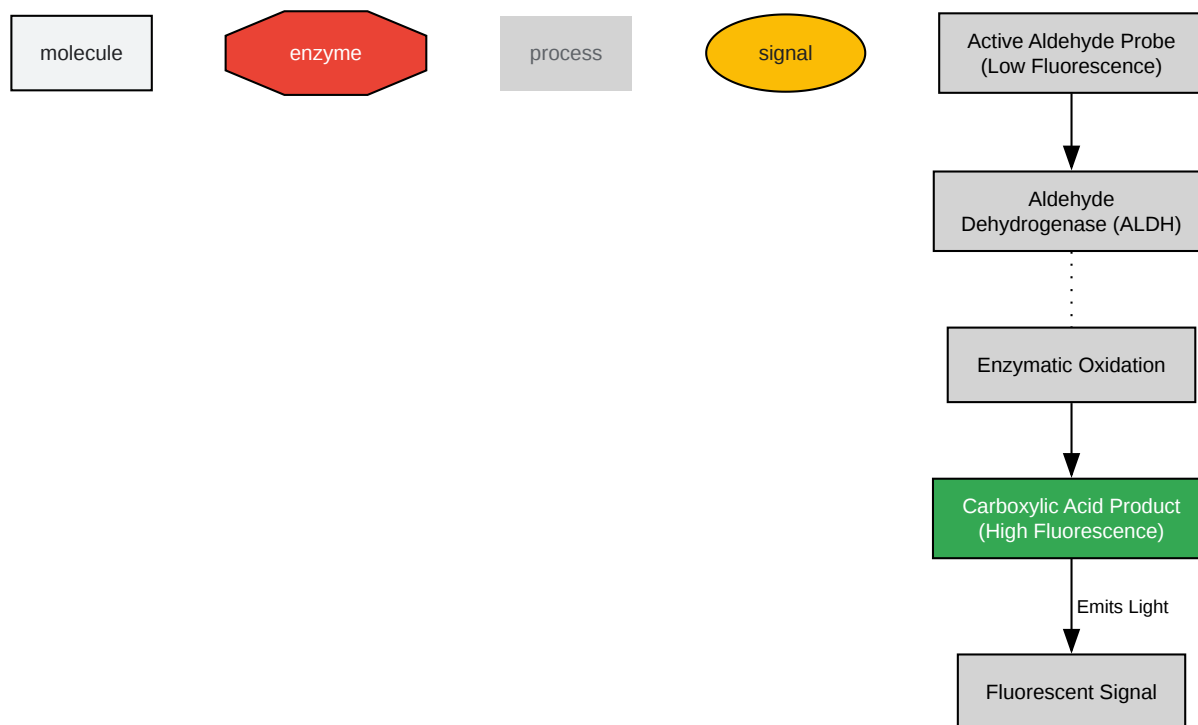 molecule
enzyme
process
signal
Active Aldehyde Probe
(Low Fluorescence)
Aldehyde
Dehydrogenase (ALDH)
Enzymatic Oxidation
Carboxylic Acid Product
(High Fluorescence)
Emits Light
Fluorescent Signal